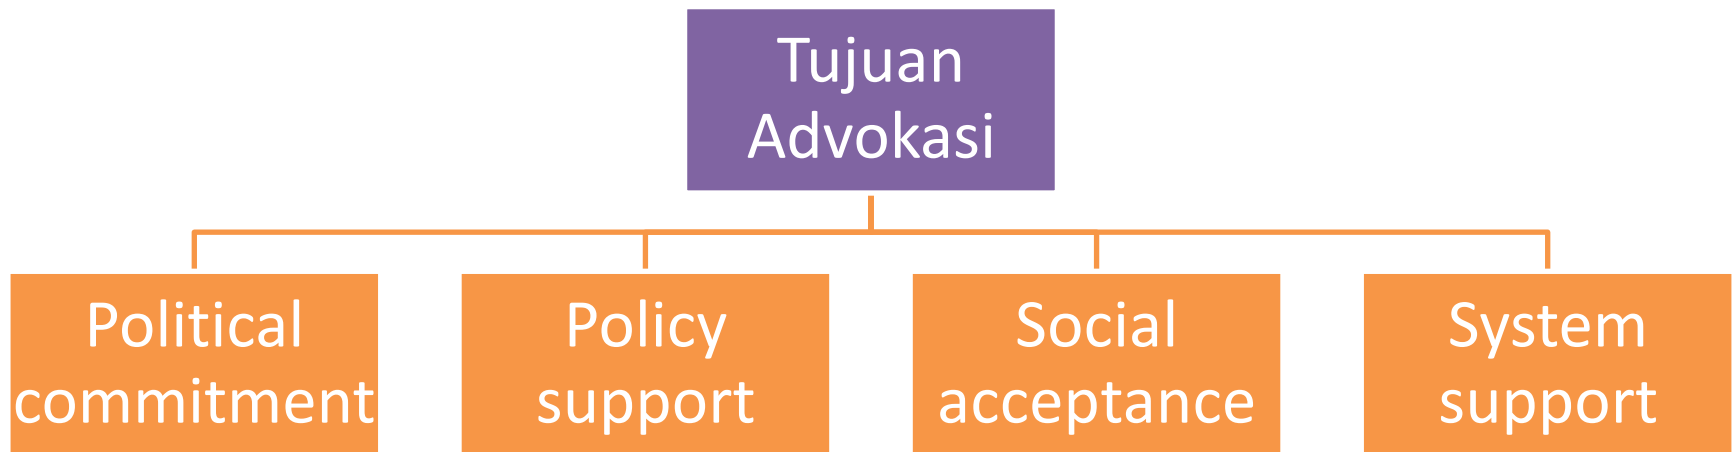 Tujuan
Advokasi
Political
commitment
Policy
support
Social
acceptance
System
support